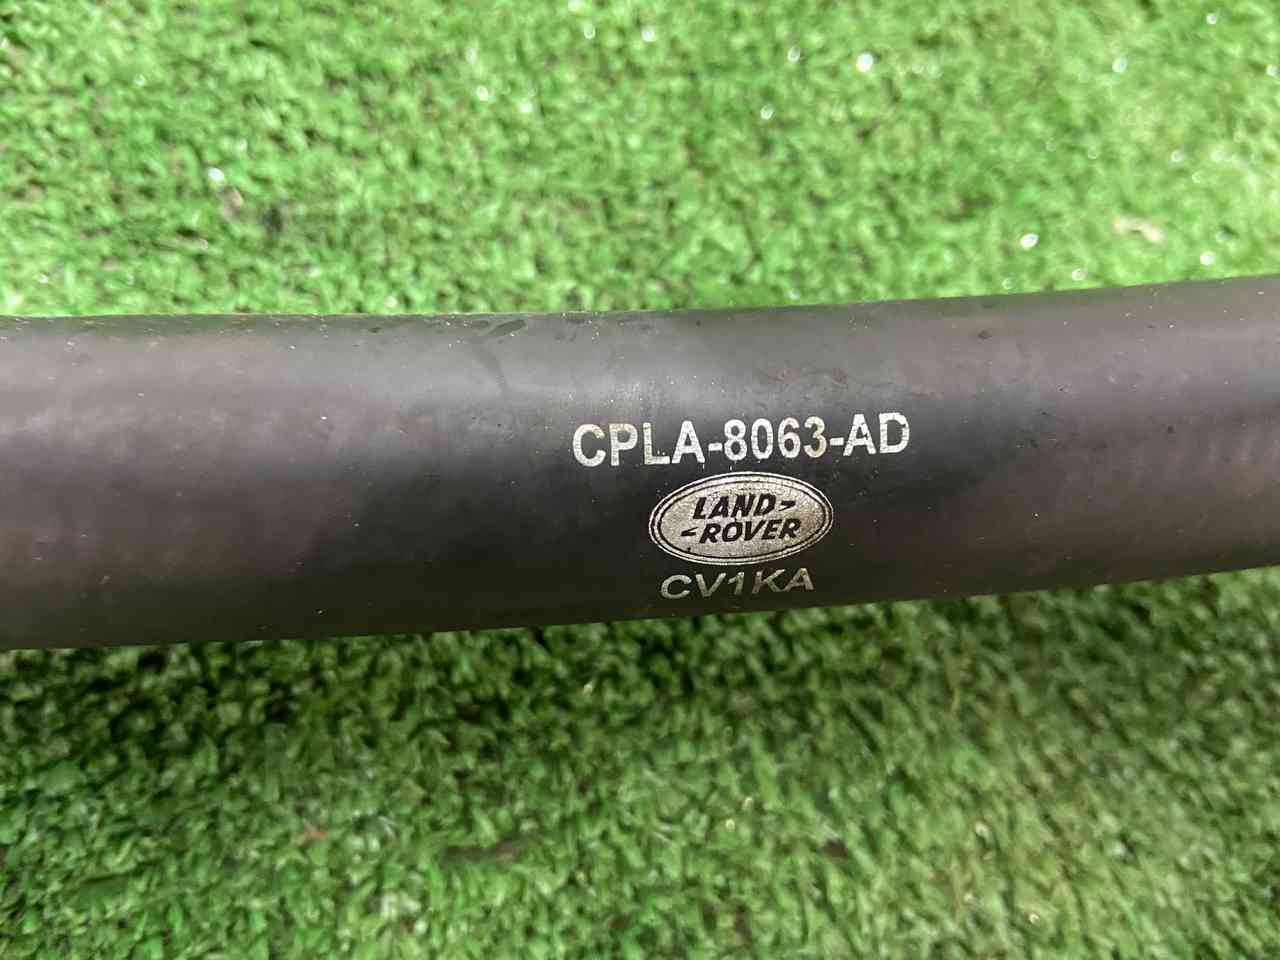 CPLA-8063-AD
LAND
ROVER
CV1KA